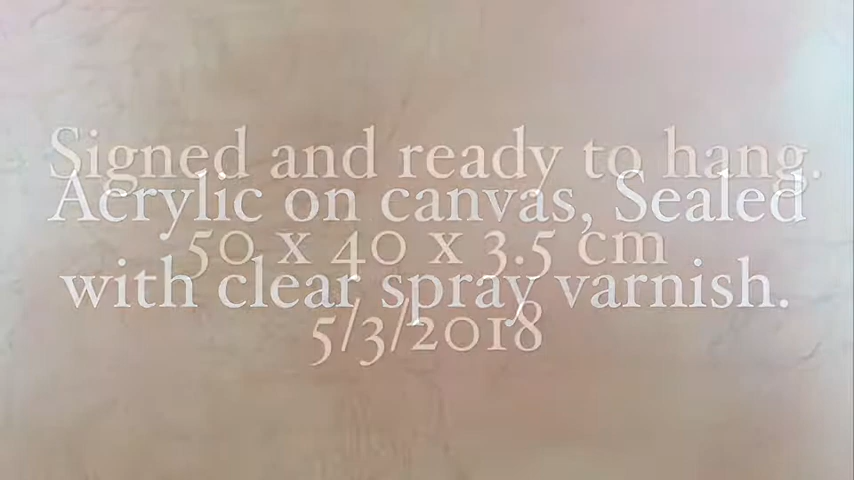 Signed and ready to hang.
Acrylic on canvas, Sealed
50 x 40 x 3.5 cm
with clear spray varnish.
5/3/2018